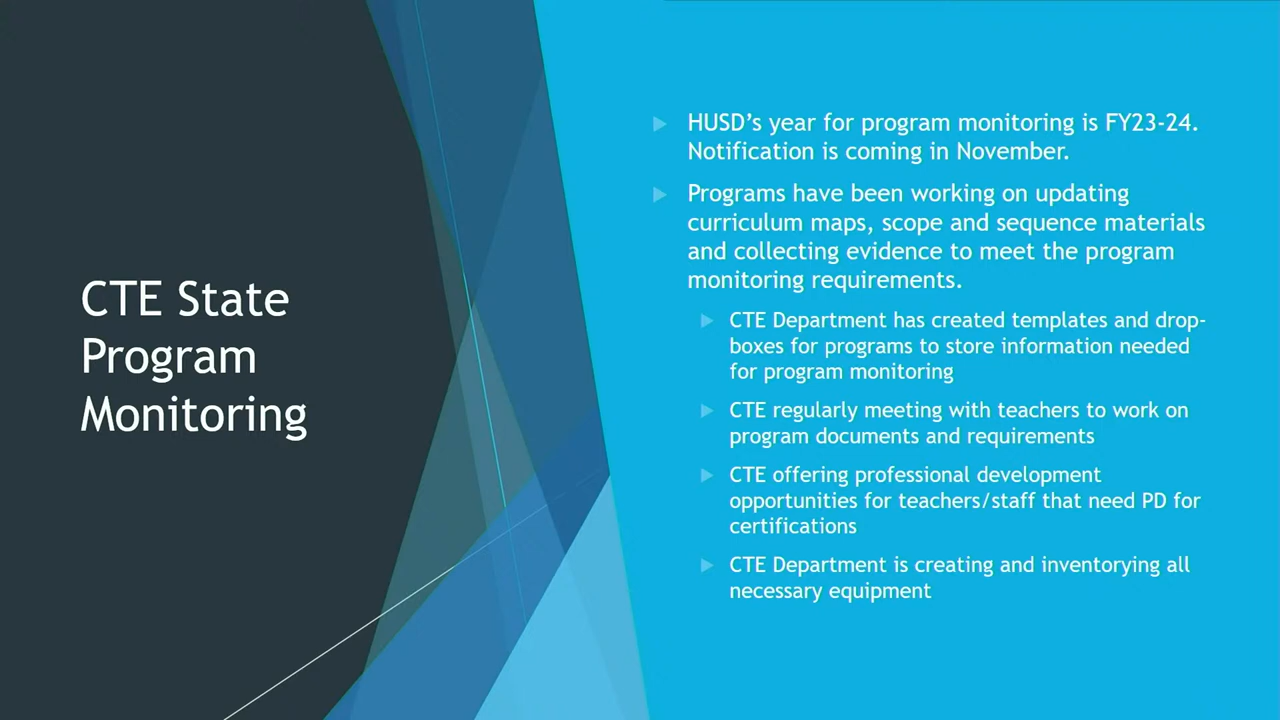 CTE State
Program
Monitoring
HUSD’s year for program monitoring is FY23-24.
Notification is coming in November.
Programs have been working on updating
curriculum maps, scope and sequence materials
and collecting evidence to meet the program
monitoring requirements.
CTE Department has created templates and drop-
boxes for programs to store information needed
for program monitoring
CTE regularly meeting with teachers to work on
program documents and requirements
CTE offering professional development
opportunities for teachers/staff that need PD for
certifications
CTE Department is creating and inventorying all
necessary equipment